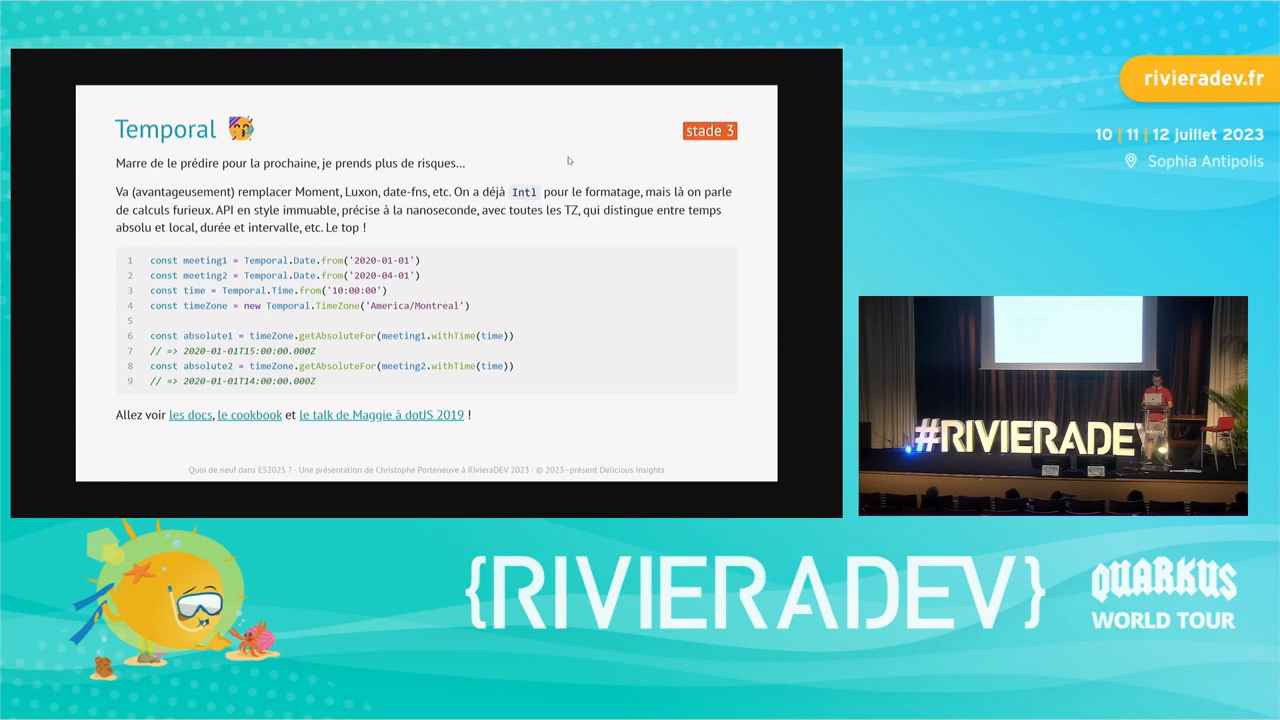 Temporal 🥳
stade 3
Marre de le prédire pour la prochaine, je prends plus de risques…
Va (avantageusement) remplacer Moment, Luxon, date-fns, etc. On a déjà Intl pour le formatage, mais là on parle
de calculs furieux. API en style immuable, précise à la nanoseconde, avec toutes les TZ, qui distingue entre temps
absolu et local, durée et intervalle, etc. Le top !
1 const meeting1 = Temporal.Date.from('2020-01-01')
2 const meeting2 = Temporal.Date.from('2020-04-01')
3 const time = Temporal.Time.from('10:00:00')
4 const timeZone = new Temporal.TimeZone('America/Montreal')
5
6 const absolute1 = timeZone.getAbsoluteFor(meeting1.withTime(time))
7 // => 2020-01-01T15:00:00.000Z
8 const absolute2 = timeZone.getAbsoluteFor(meeting2.withTime(time))
9 // => 2020-01-01T14:00:00.000Z
Allez voir les docs, le cookbook et le talk de Maggie à dotJS 2019 !
Quoi de neuf dans ES2025 ? · Une présentation de Christophe Porteneuve à RivieraDEV 2023 · © 2023–présent Delicious Insights
rivieradev.fr
10 | 11 | 12 juillet 2023
Sophia Antipolis
#RIVIERADE
{RIVIERADEV}
QUARKUS
WORLD TOUR